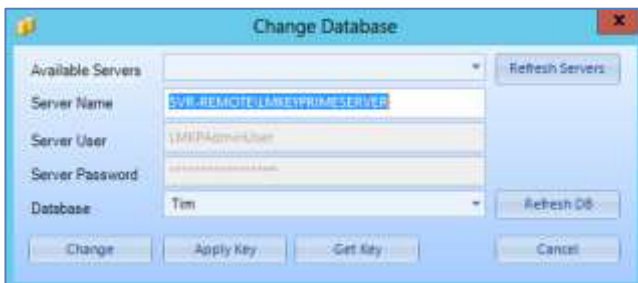 Change Database
Available Servers
Refresh Servers
Server Name
SVR-REMOTE\LMKEYPRIMESERVER
Server User
LMKPAdminUser
Server Password
********************
Database
Tim
Refresh DB
Change
Apply Key
Get Key
Cancel